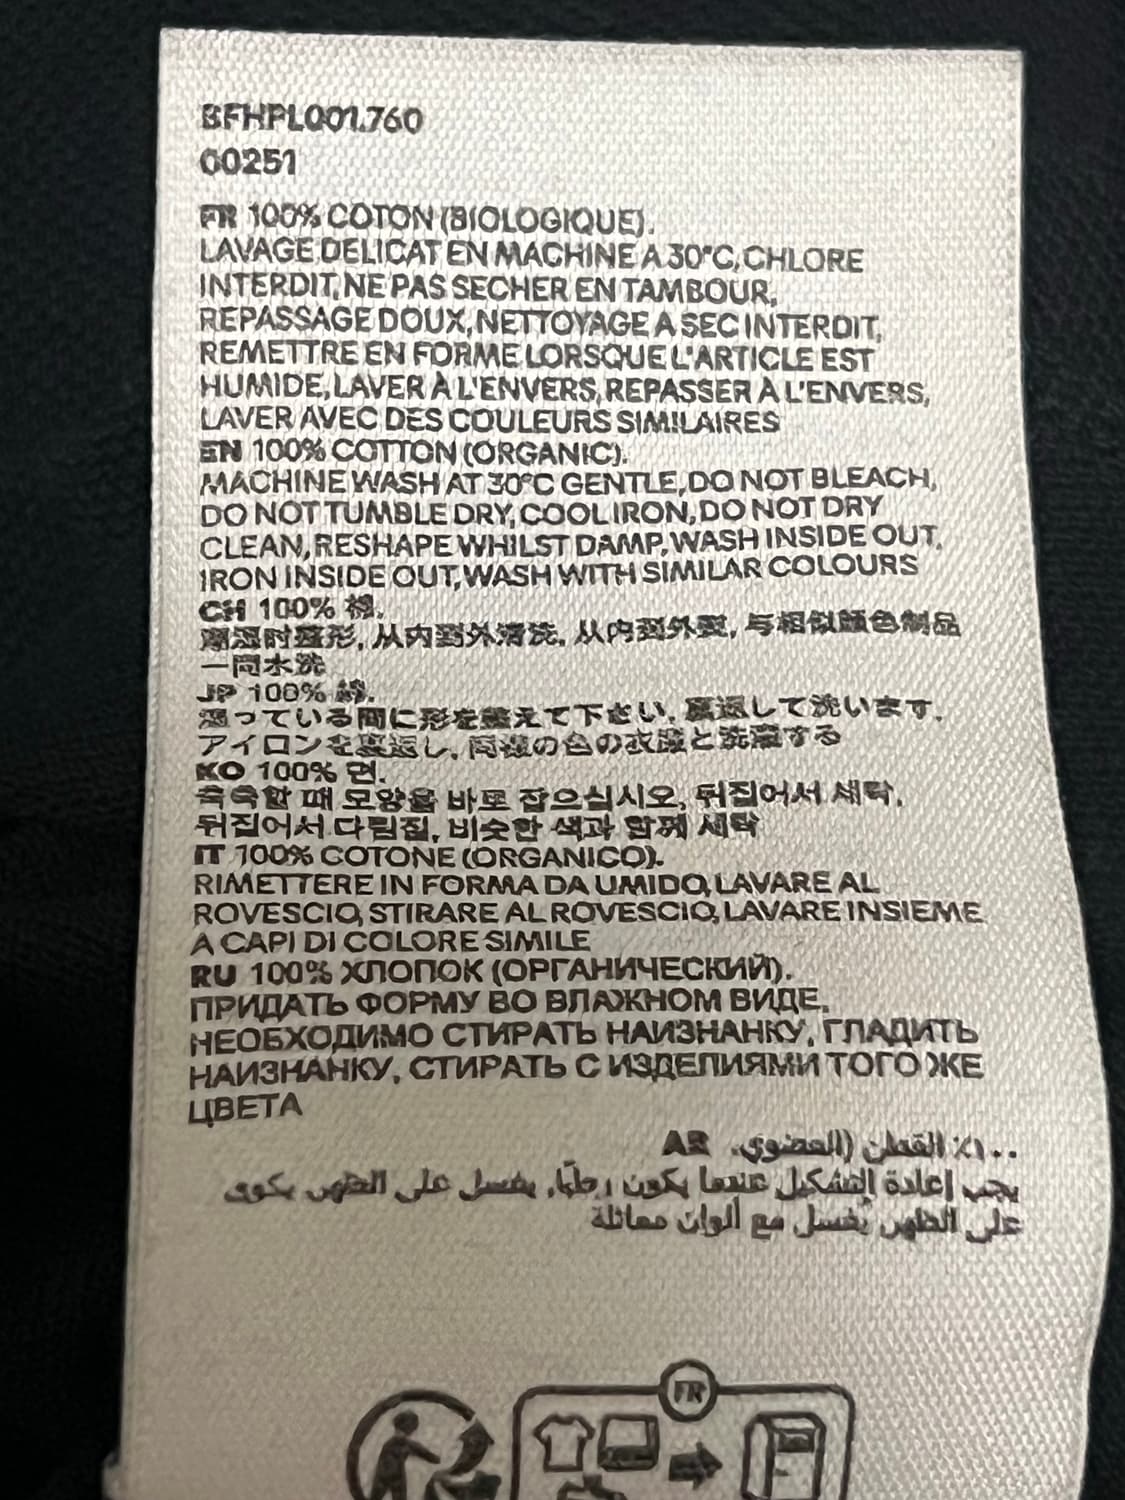 BFHPL001.760
00251
FR 100% COTON (BIOLOGIQUE).
LAVAGE DELICAT EN MACHINE A 30°C, CHLORE
INTERDIT, NE PAS SECHER EN TAMBOUR,
REPASSAGE DOUX, NETTOYAGE A SEC INTERDIT,
REMETTRE EN FORME LORSQUE L'ARTICLE EST
HUMIDE, LAVER À L'ENVERS, REPASSER À L'ENVERS,
LAVER AVEC DES COULEURS SIMILAIRES
EN 100% COTTON (ORGANIC).
MACHINE WASH AT 30°C GENTLE, DO NOT BLEACH,
DO NOT TUMBLE DRY, COOL IRON, DO NOT DRY
CLEAN, RESHAPE WHILST DAMP, WASH INSIDE OUT,
IRON INSIDE OUT, WASH WITH SIMILAR COLOURS
CH 100% 棉.
潮湿时整形, 从内到外清洗, 从内到外熨, 与相似颜色制品
一同水洗
JP 100% 綿.
湿っている間に形を整えて下さい, 裏返して洗います,
アイロンを裏返し, 同様の色の衣服と洗濯する
KO 100% 면.
축축할 때 모양을 바로 잡으십시오, 뒤집어서 세탁,
뒤집어서 다림질, 비슷한 색과 함께 세탁
IT 100% COTONE (ORGANICO).
RIMETTERE IN FORMA DA UMIDO, LAVARE AL
ROVESCIO, STIRARE AL ROVESCIO, LAVARE INSIEME
A CAPI DI COLORE SIMILE
RU 100% ХЛОПОК (ОРГАНИЧЕСКИЙ).
ПРИДАТЬ ФОРМУ ВО ВЛАЖНОМ ВИДЕ,
НЕОБХОДИМО СТИРАТЬ НАИЗНАНКУ, ГЛАДИТЬ
НАИЗНАНКУ, СТИРАТЬ С ИЗДЕЛИЯМИ ТОГО ЖЕ
ЦВЕТА
١٠٠٪ القطن (العضوي. AR
يجب إعادة التشكيل عندما يكون رطبًا, يغسل على الظهر, يكوى
على الظهر, يُغسل مع ألوان مماثلة
FR